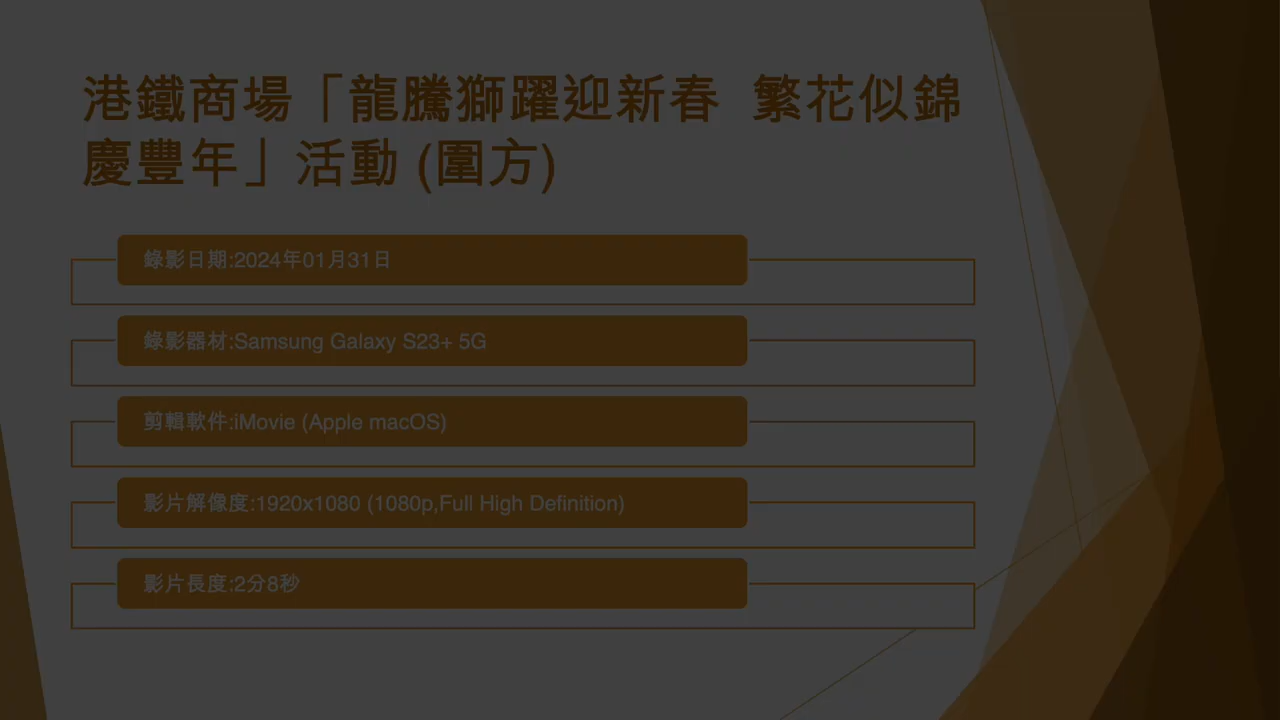 港鐵商場「龍騰獅躍迎新春 繁花似錦
慶豐年」活動 (圍方)
錄影日期:2024年01月31日
錄影器材:Samsung Galaxy S23+ 5G
剪輯軟件:iMovie (Apple macOS)
影片解像度:1920x1080 (1080p,Full High Definition)
影片長度:2分8秒